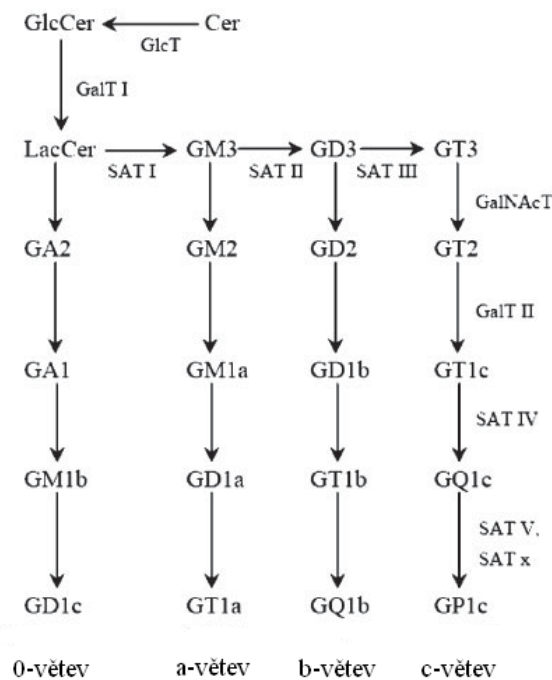 GlcCer Cer
GlcT
GalT I
LacCer GM3 GD3 GT3
SAT I SAT II SAT III
GalNAcT
GA2 GM2 GD2 GT2
GalT II
GA1 GM1a GD1b GT1c
SAT IV
GM1b GD1a GT1b GQ1c
SAT V,
SAT x
GD1c GT1a GQ1b GP1c
0-větev a-větev b-větev c-větev